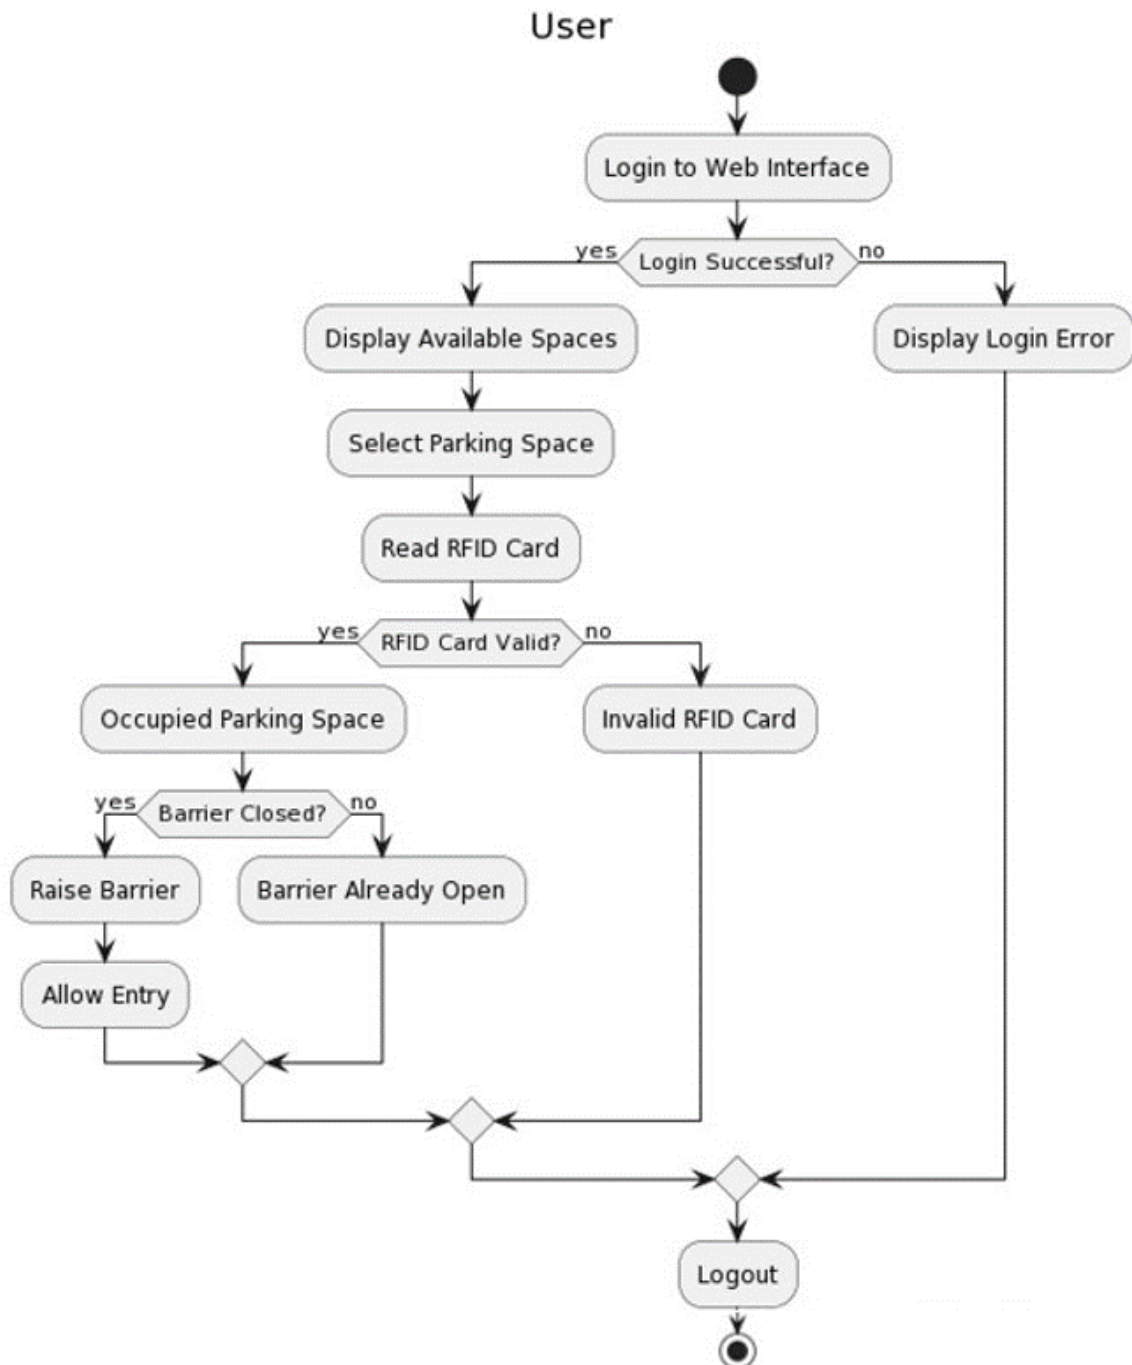 User
Login to Web Interface
yes
Login Successful?
no
Display Available Spaces
Display Login Error
Select Parking Space
Read RFID Card
yes
RFID Card Valid?
no
Occupied Parking Space
Invalid RFID Card
yes
Barrier Closed?
no
Raise Barrier
Barrier Already Open
Allow Entry
Logout